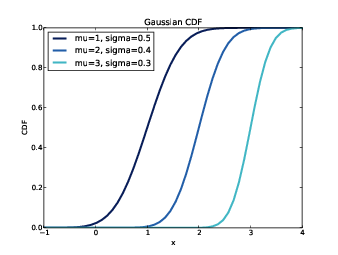 Gaussian CDF
1.0
mu=1, sigma=0.5
mu=2, sigma=0.4
mu=3, sigma=0.3
0.8
0.6
CDF
0.4
0.2
0.0
−1 0 1 2 3 4
x